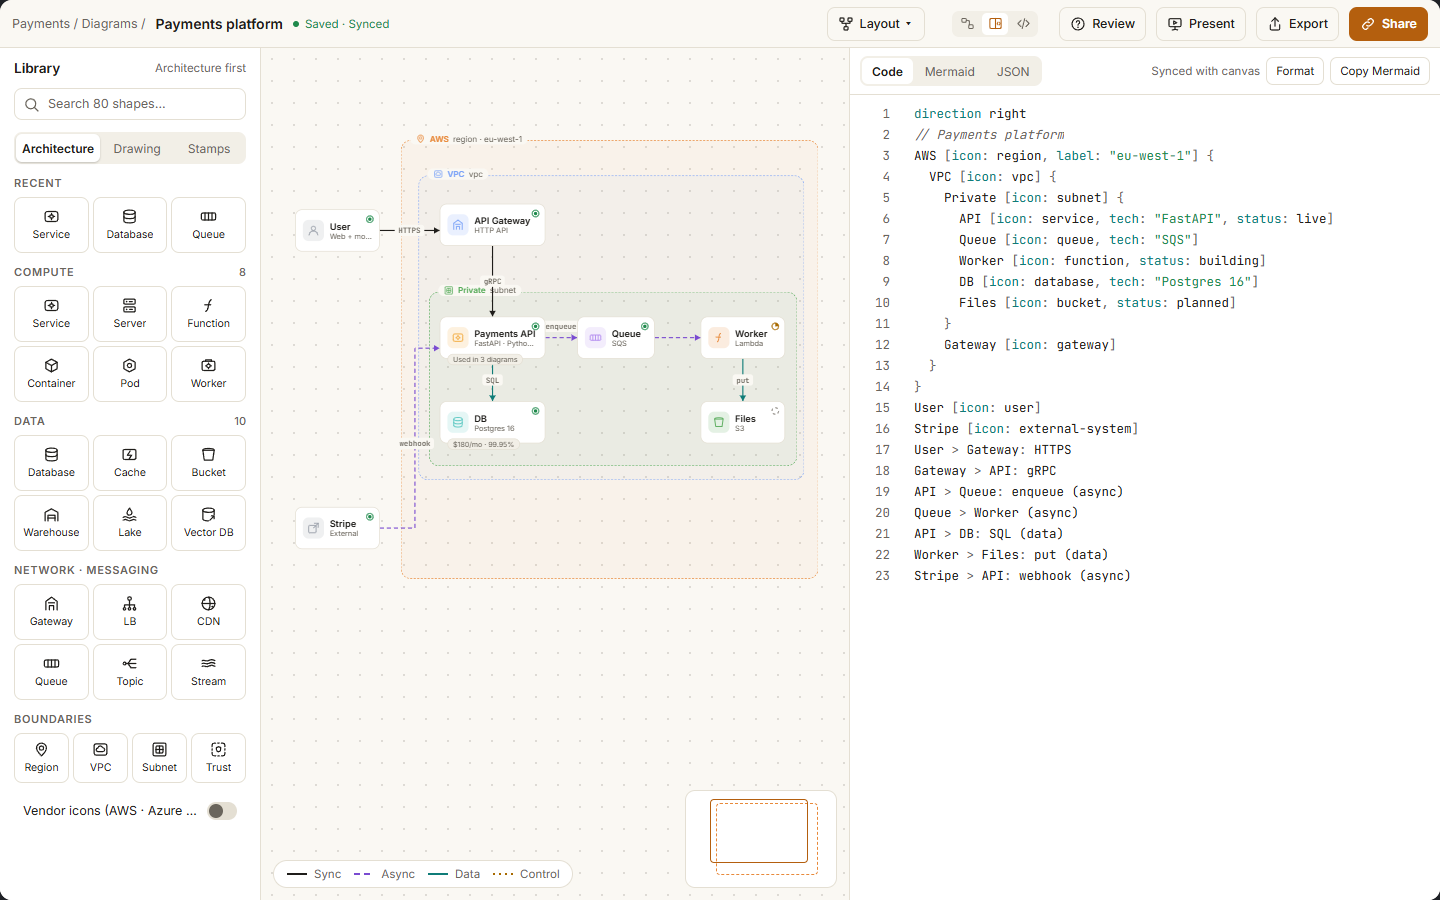 Payments / Diagrams / Payments platform Saved · Synced
Layout
Review
Present
Export
Share
Library
Architecture first
Search 80 shapes...
Architecture Drawing Stamps
RECENT
Service Database Queue
COMPUTE 8
Service Server Function
Container Pod Worker
DATA 10
Database Cache Bucket
Warehouse Lake Vector DB
NETWORK · MESSAGING
Gateway LB CDN
Queue Topic Stream
BOUNDARIES
Region VPC Subnet Trust
Vendor icons (AWS · Azure ...
AWS region · eu-west-1
VPC vpc
User
Web + mo...
HTTPS
API Gateway
HTTP API
gRPC
Private subnet
Payments API
FastAPI · Pytho...
Used in 3 diagrams
enqueue
Queue
SQS
Worker
Lambda
SQL
put
DB
Postgres 16
$180/mo · 99.95%
Files
S3
webhook
Stripe
External
Sync Async Data Control
Code Mermaid JSON
Synced with canvas
Format
Copy Mermaid
1 direction right
2 // Payments platform
3 AWS [icon: region, label: "eu-west-1"] {
4 VPC [icon: vpc] {
5 Private [icon: subnet] {
6 API [icon: service, tech: "FastAPI", status: live]
7 Queue [icon: queue, tech: "SQS"]
8 Worker [icon: function, status: building]
9 DB [icon: database, tech: "Postgres 16"]
10 Files [icon: bucket, status: planned]
11 }
12 Gateway [icon: gateway]
13 }
14 }
15 User [icon: user]
16 Stripe [icon: external-system]
17 User > Gateway: HTTPS
18 Gateway > API: gRPC
19 API > Queue: enqueue (async)
20 Queue > Worker (async)
21 API > DB: SQL (data)
22 Worker > Files: put (data)
23 Stripe > API: webhook (async)